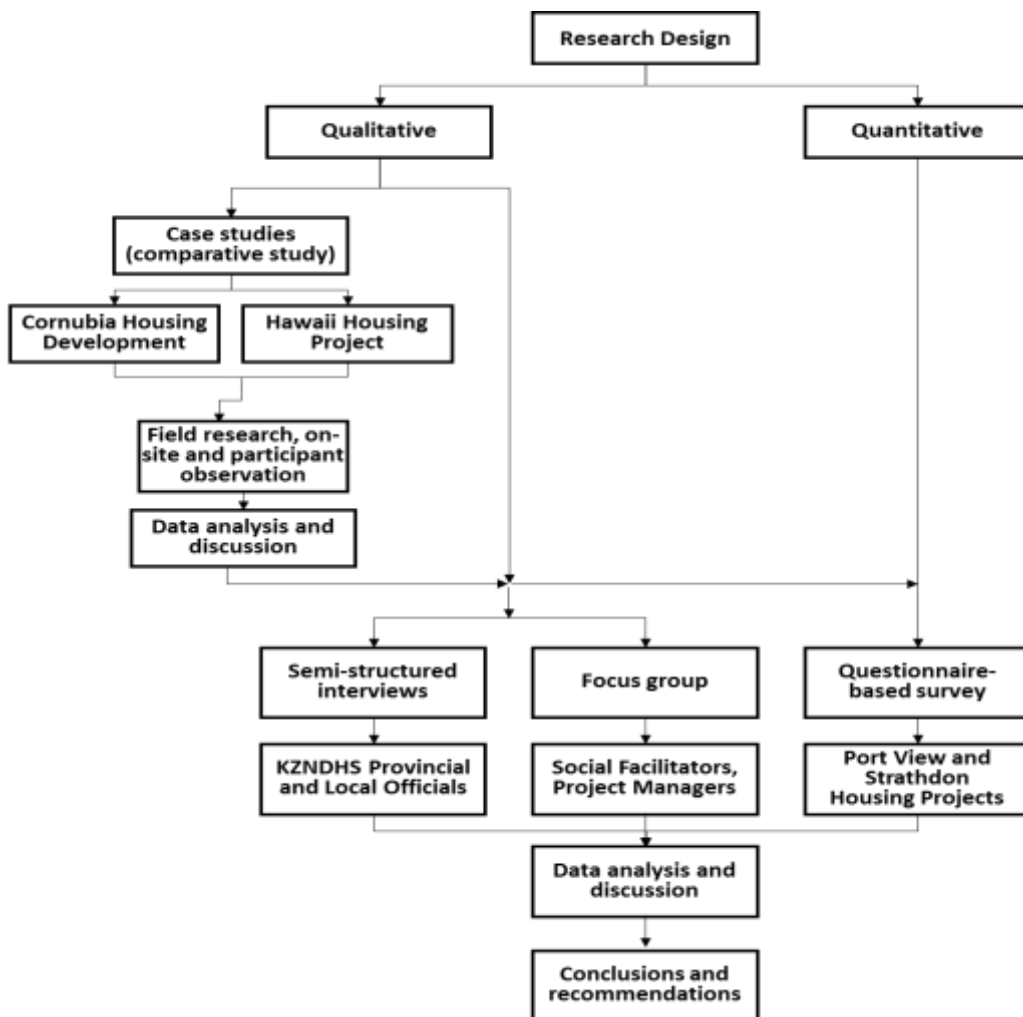 Research Design
Qualitative
Quantitative
Case studies
(comparative study)
Cornubia Housing
Development
Hawaii Housing
Project
Field research, on-
site and participant
observation
Data analysis and
discussion
Semi-structured
interviews
Focus group
Questionnaire-
based survey
KZNDHS Provincial
and Local Officials
Social Facilitators,
Project Managers
Port View and
Strathdon
Housing Projects
Data analysis and
discussion
Conclusions and
recommendations